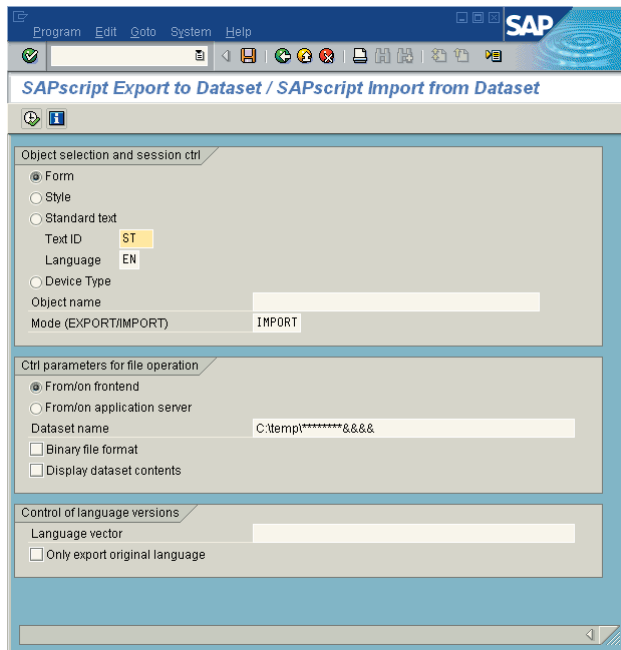 Program Edit Goto System Help
SAP
SAPscript Export to Dataset / SAPscript Import from Dataset
Object selection and session ctrl
Form
Style
Standard text
Text ID ST
Language EN
Device Type
Object name
Mode (EXPORT/IMPORT) IMPORT
Ctrl parameters for file operation
From/on frontend
From/on application server
Dataset name C:\temp\********&&&&
Binary file format
Display dataset contents
Control of language versions
Language vector
Only export original language